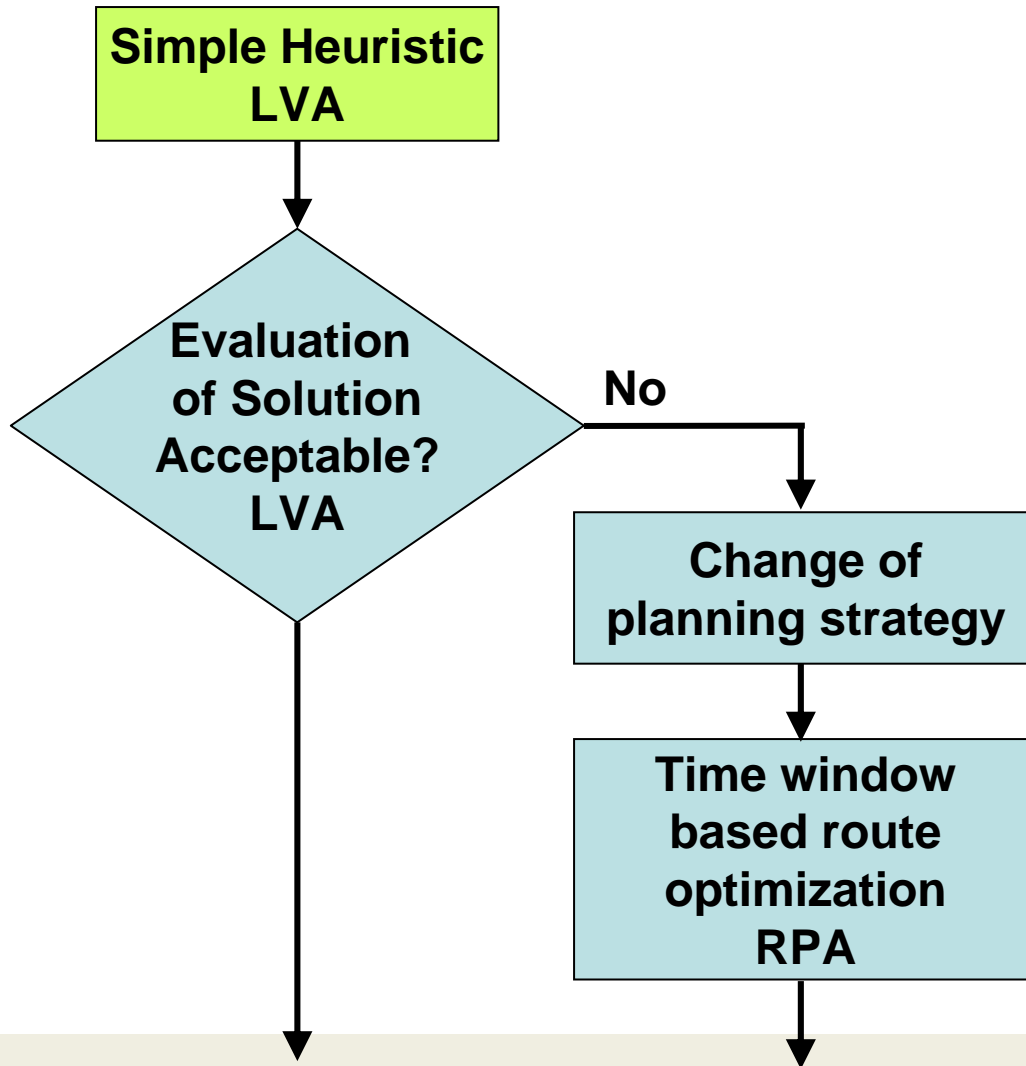 Simple Heuristic
LVA
Evaluation
of Solution
Acceptable?
LVA
No
Change of
planning strategy
Time window
based route
optimization
RPA